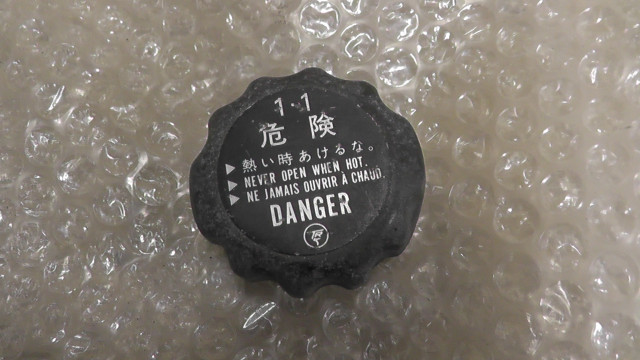 1・1
危険
▶ 熱い時あけるな。
▶ NEVER OPEN WHEN HOT.
▶ NE JAMAIS OUVRIR À CHAUD.
DANGER